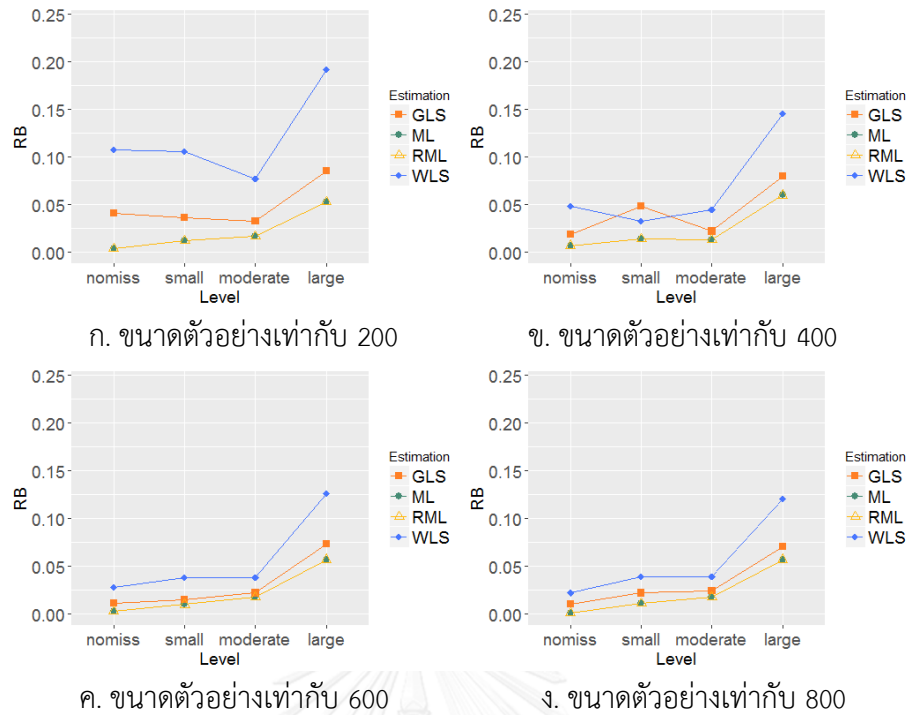 0.25
0.20
0.15
0.10
0.05
0.00
RB
nomiss small moderate large
Level
Estimation
GLS
ML
RML
WLS
ก. ขนาดตัวอย่างเท่ากับ 200
0.25
0.20
0.15
0.10
0.05
0.00
RB
nomiss small moderate large
Level
Estimation
GLS
ML
RML
WLS
ข. ขนาดตัวอย่างเท่ากับ 400
0.25
0.20
0.15
0.10
0.05
0.00
RB
nomiss small moderate large
Level
Estimation
GLS
ML
RML
WLS
ค. ขนาดตัวอย่างเท่ากับ 600
0.25
0.20
0.15
0.10
0.05
0.00
RB
nomiss small moderate large
Level
Estimation
GLS
ML
RML
WLS
ง. ขนาดตัวอย่างเท่ากับ 800